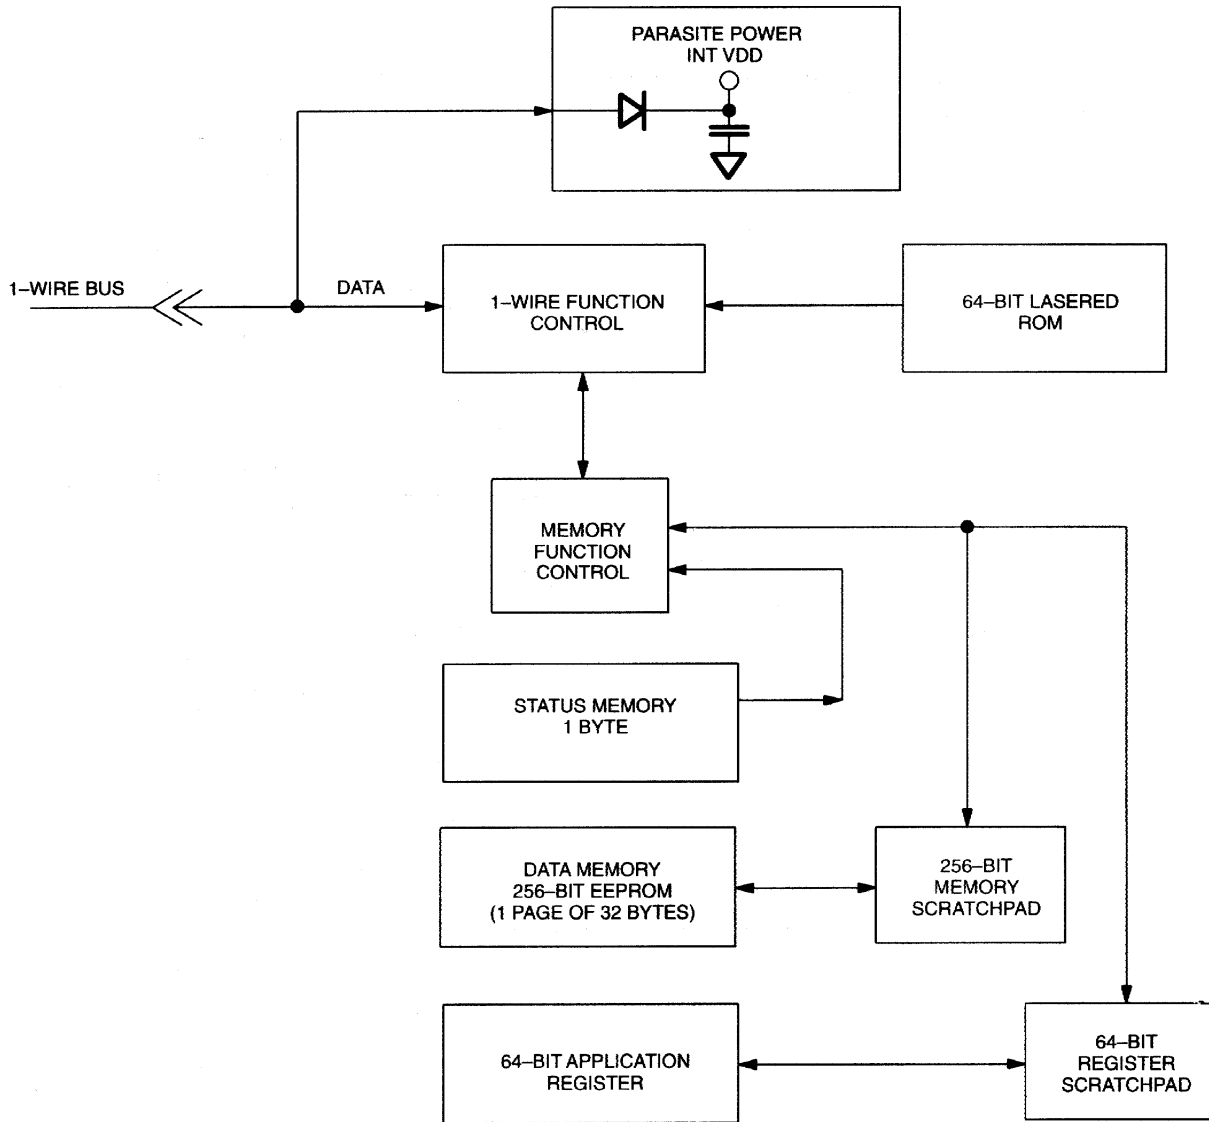 PARASITE POWER
INT VDD
1–WIRE BUS
DATA
1–WIRE FUNCTION
CONTROL
64–BIT LASERED
ROM
MEMORY
FUNCTION
CONTROL
STATUS MEMORY
1 BYTE
DATA MEMORY
256–BIT EEPROM
(1 PAGE OF 32 BYTES)
256–BIT
MEMORY
SCRATCHPAD
64–BIT APPLICATION
REGISTER
64–BIT
REGISTER
SCRATCHPAD